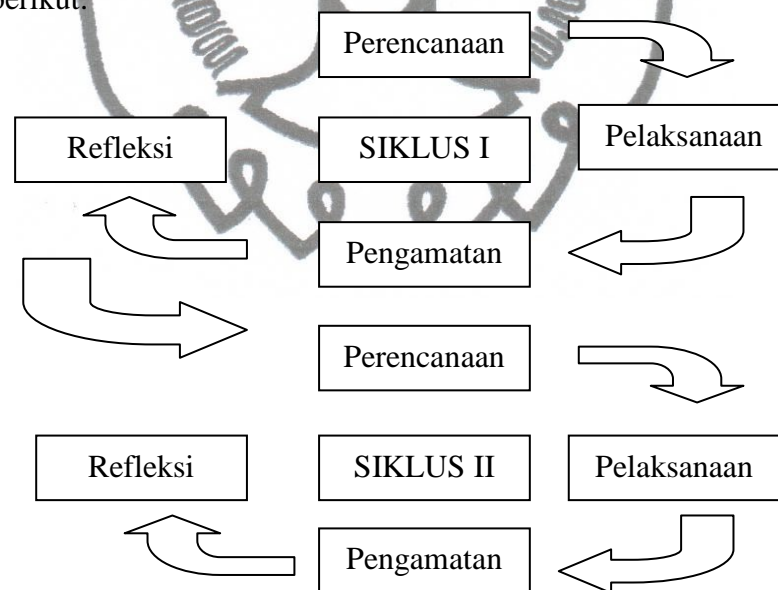 berikut:
Perencanaan
Refleksi SIKLUS I Pelaksanaan
Pengamatan
Perencanaan
Refleksi SIKLUS II Pelaksanaan
Pengamatan